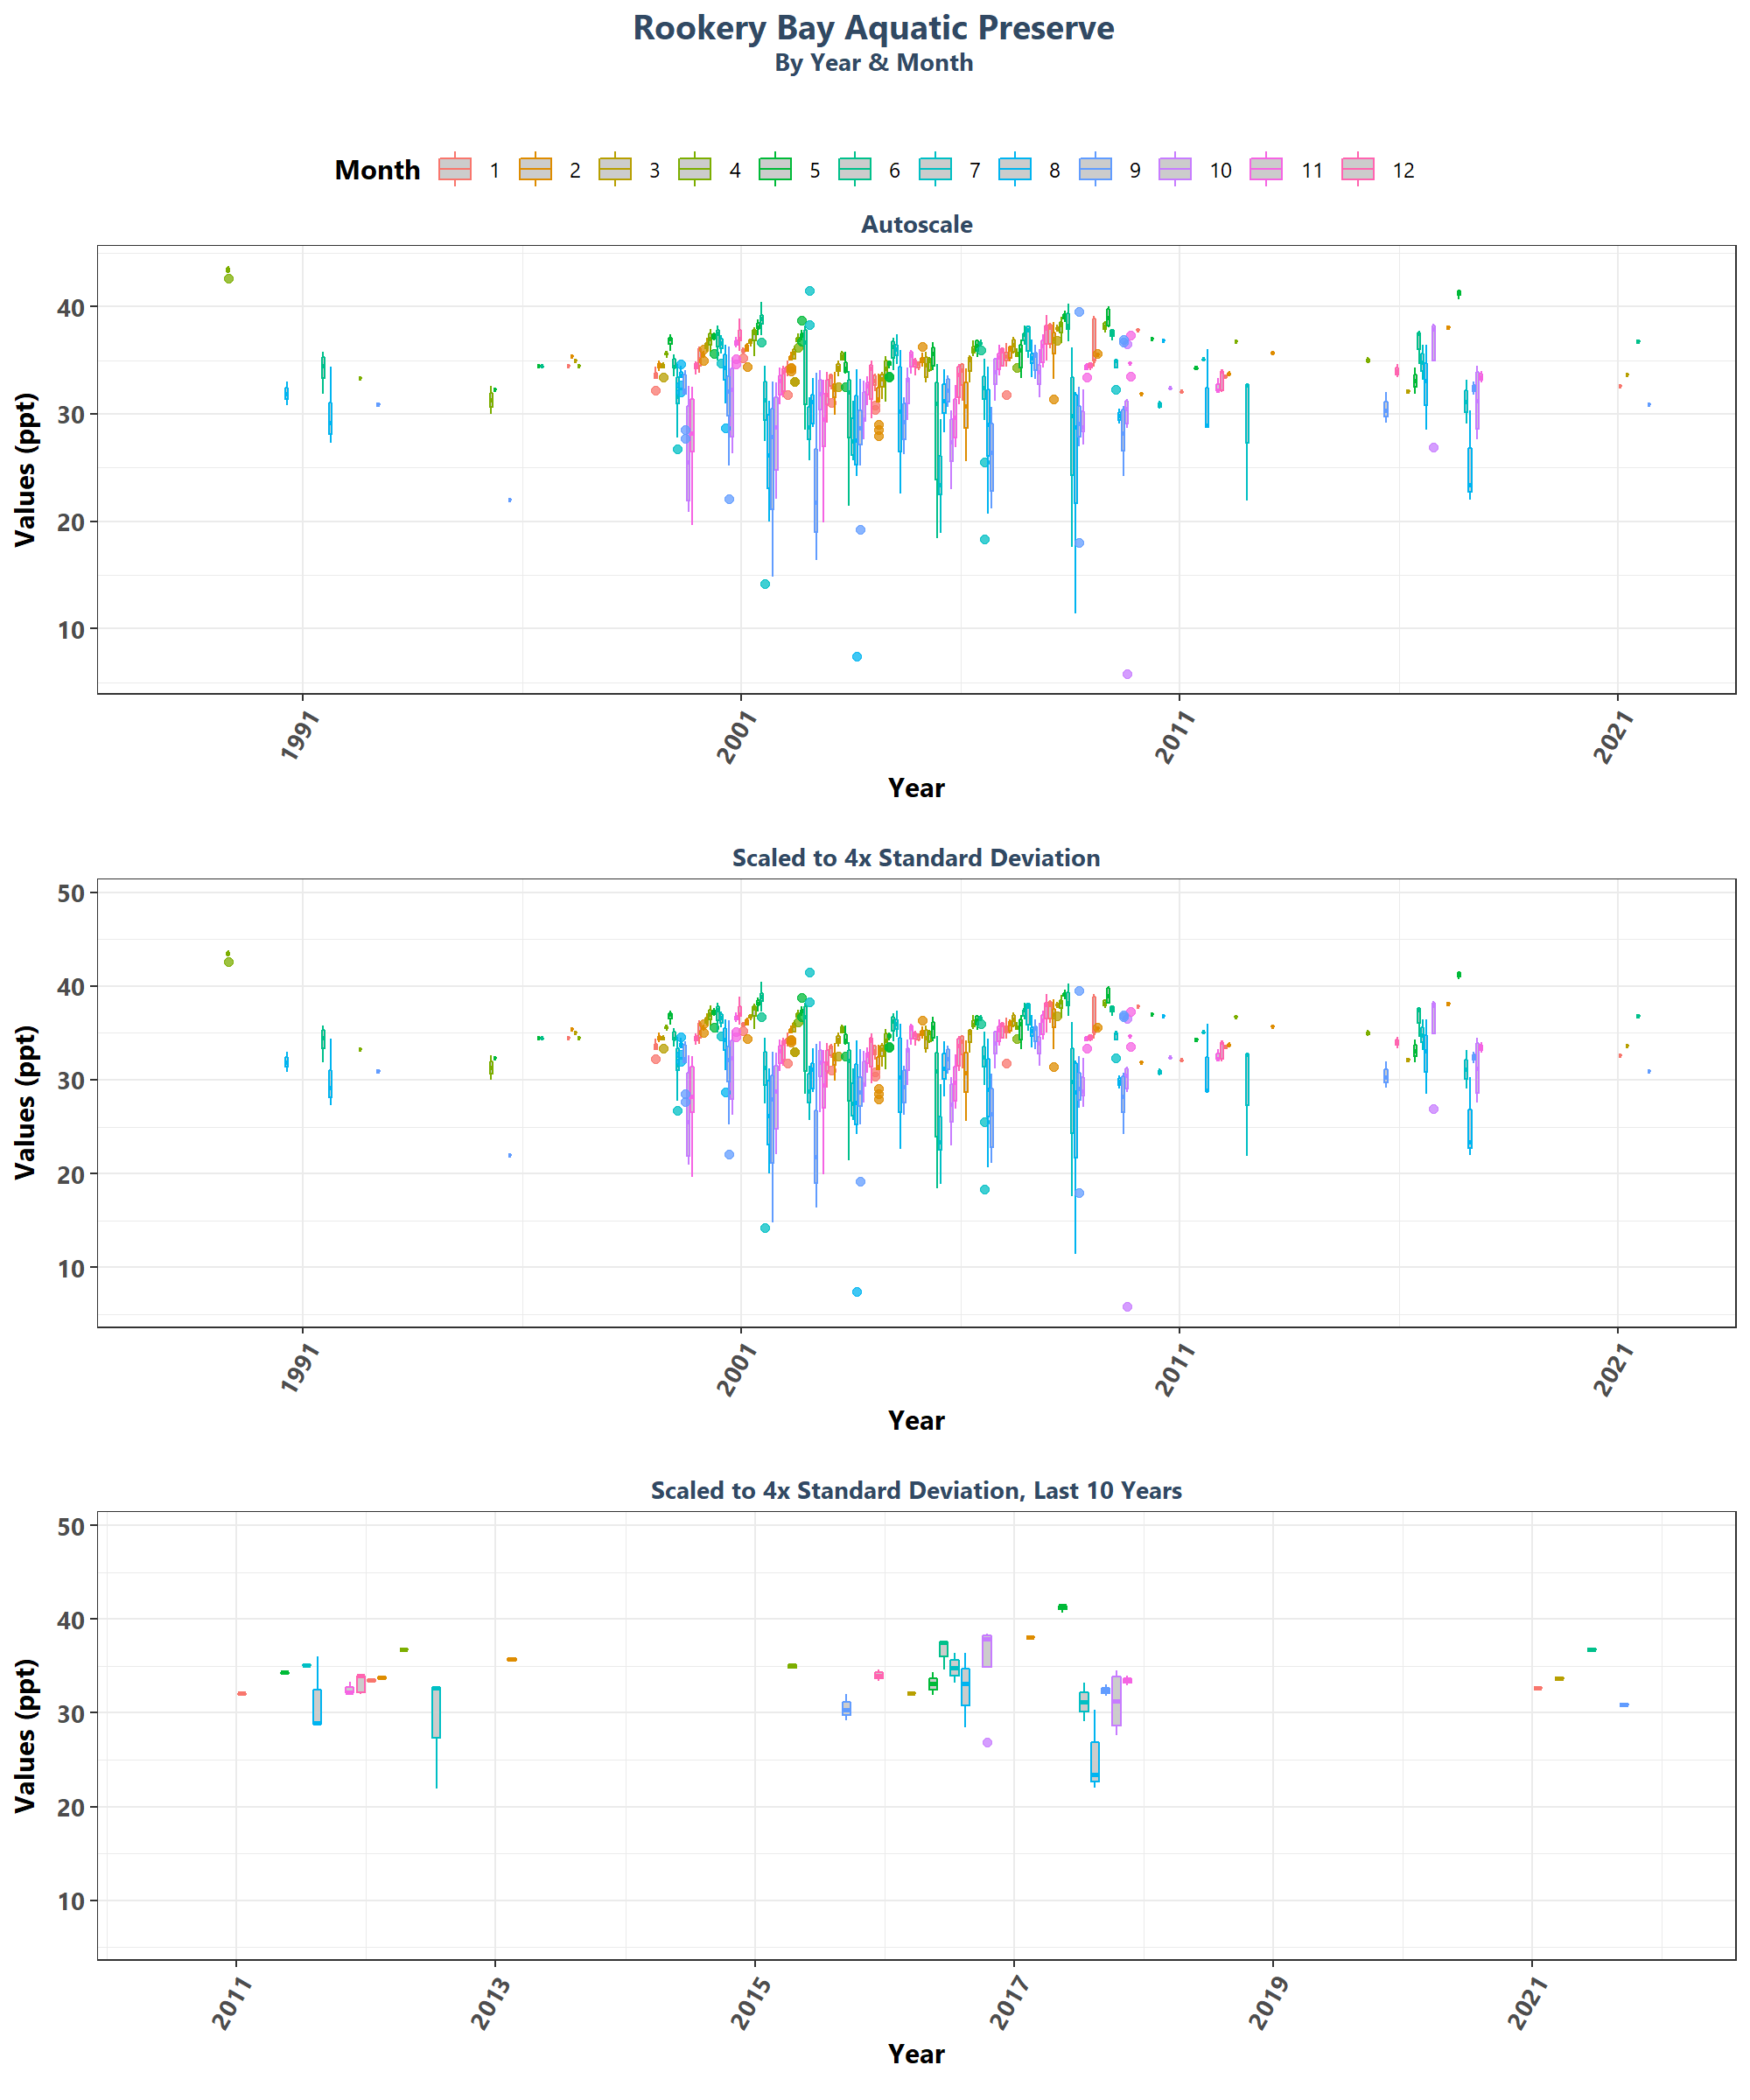 Rookery Bay Aquatic Preserve
By Year & Month
Month 1 2 3 4 5 6 7 8 9 10 11 12
Autoscale
Values (ppt)
40
30
20
10
1991 2001 2011 2021
Year
Scaled to 4x Standard Deviation
Values (ppt)
50
40
30
20
10
1991 2001 2011 2021
Year
Scaled to 4x Standard Deviation, Last 10 Years
Values (ppt)
50
40
30
20
10
2011 2013 2015 2017 2019 2021
Year